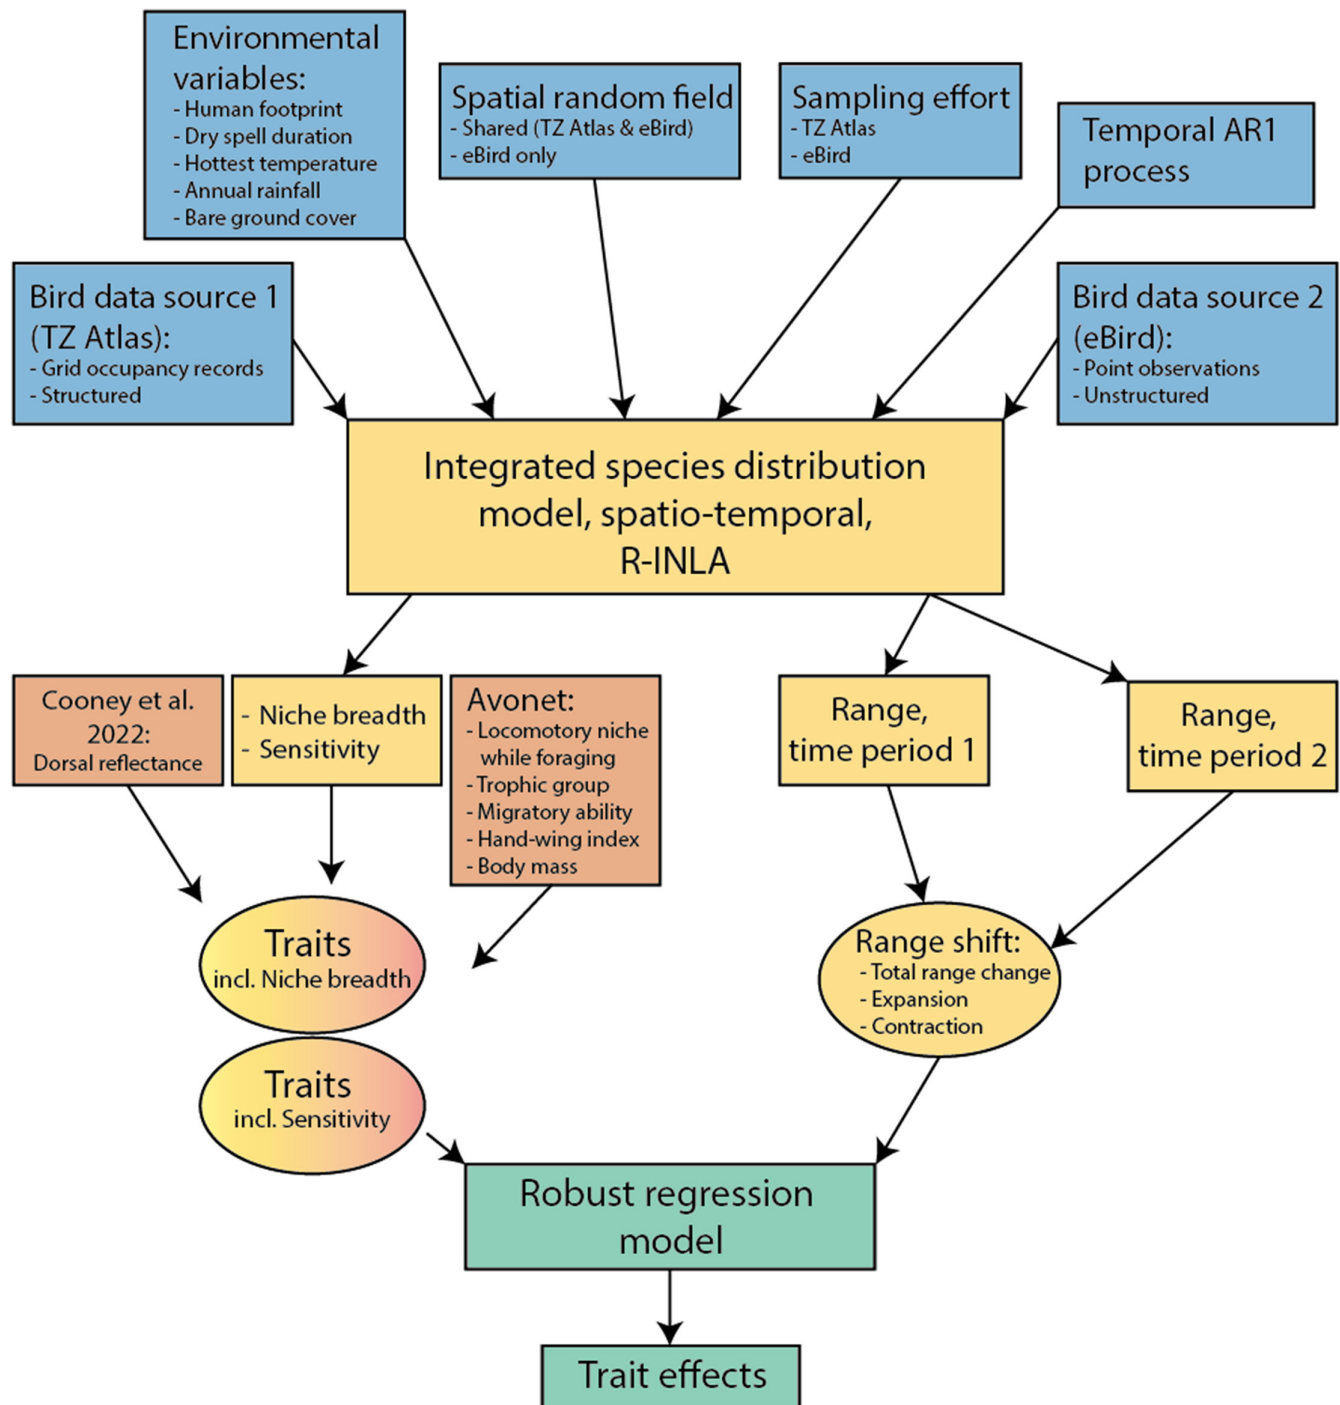 Environmental
variables:
- Human footprint
- Dry spell duration
- Hottest temperature
- Annual rainfall
- Bare ground cover
Spatial random field
- Shared (TZ Atlas & eBird)
- eBird only
Sampling effort
- TZ Atlas
- eBird
Temporal AR1
process
Bird data source 1
(TZ Atlas):
- Grid occupancy records
- Structured
Bird data source 2
(eBird):
- Point observations
- Unstructured
Integrated species distribution
model, spatio-temporal,
R-INLA
Cooney et al.
2022:
Dorsal reflectance
- Niche breadth
- Sensitivity
Avonet:
- Locomotory niche
while foraging
- Trophic group
- Migratory ability
- Hand-wing index
- Body mass
Range,
time period 1
Range,
time period 2
Traits
incl. Niche breadth
Range shift:
- Total range change
- Expansion
- Contraction
Traits
incl. Sensitivity
Robust regression
model
Trait effects